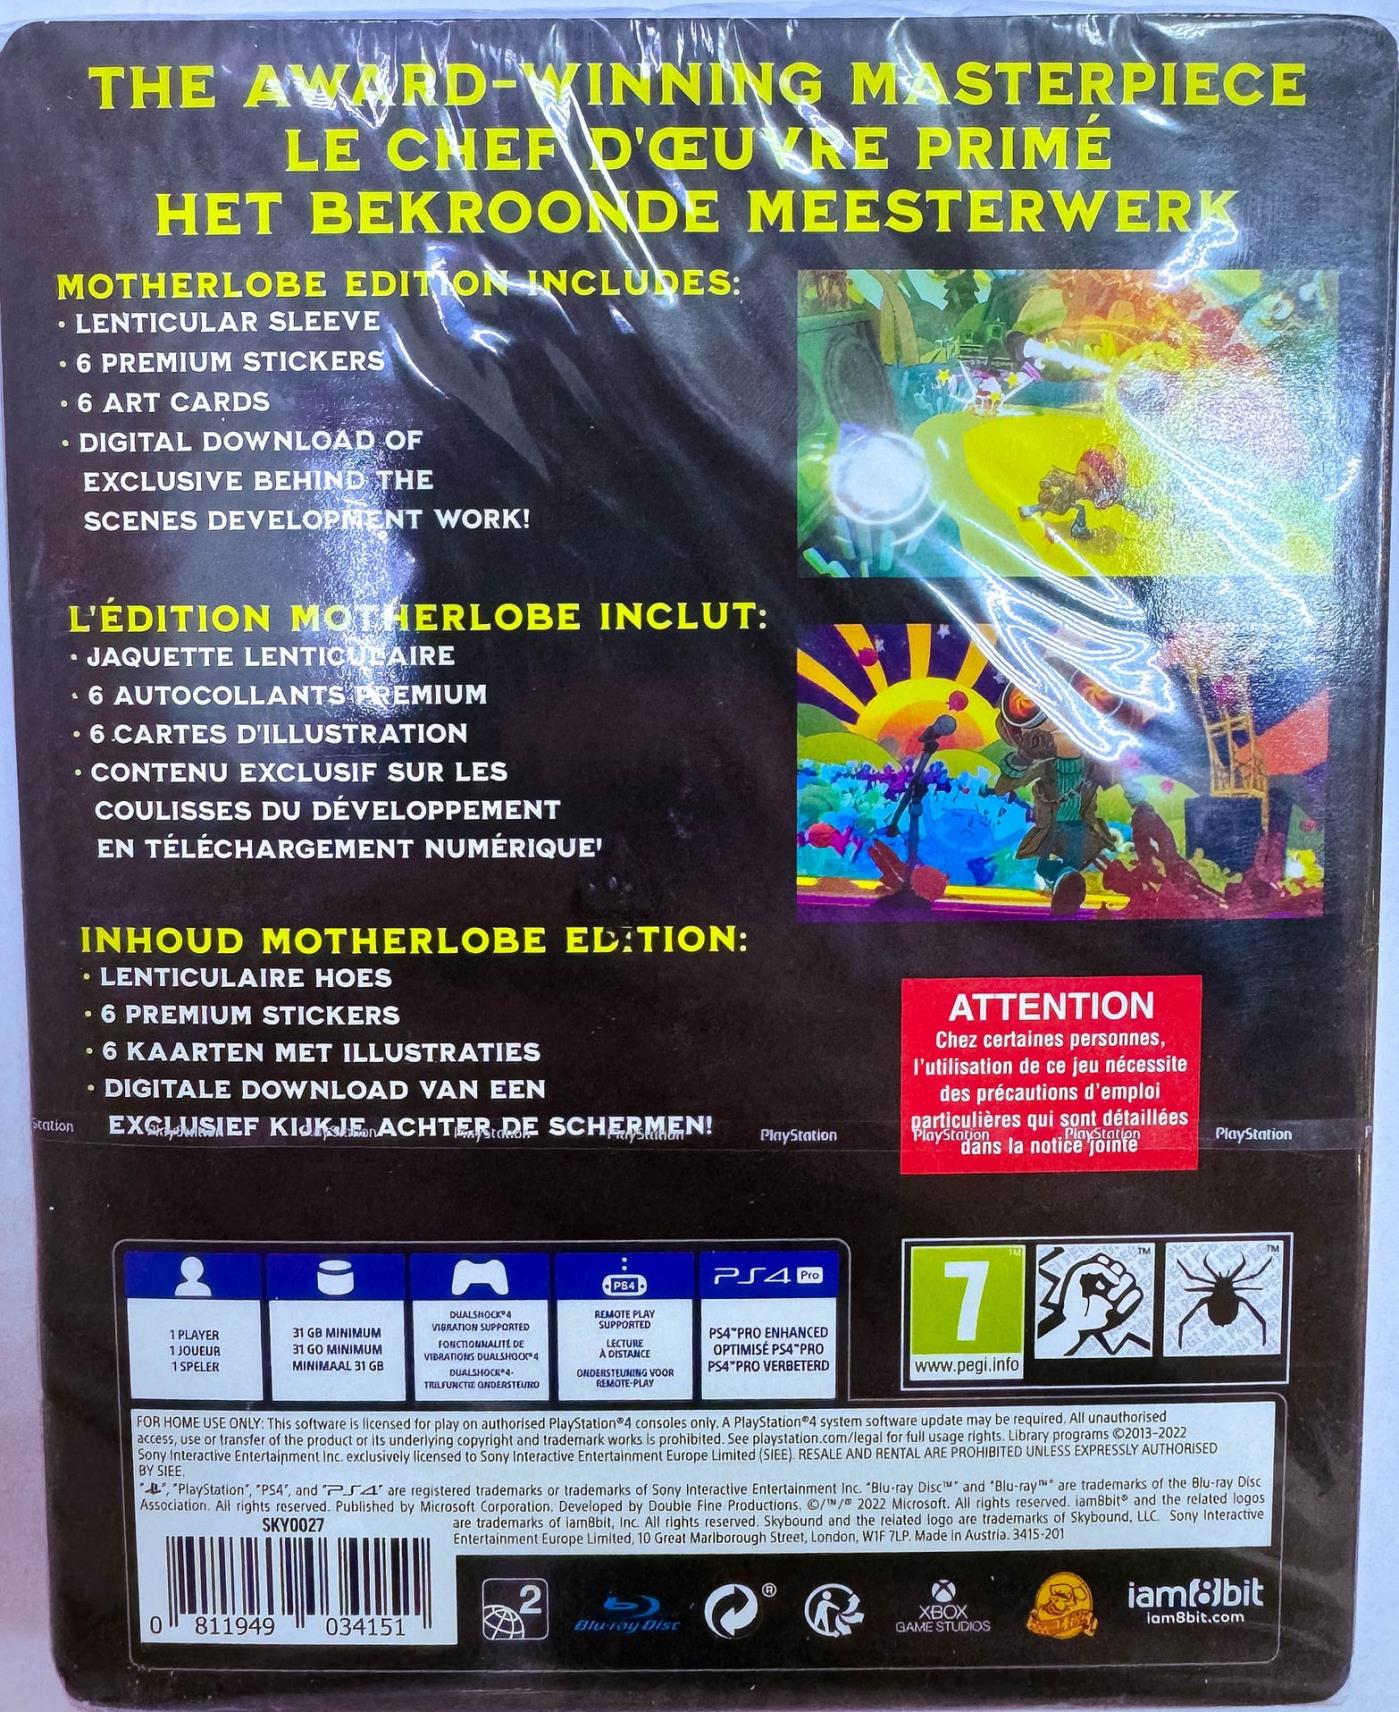 THE AWARD-WINNING MASTERPIECE
LE CHEF D'ŒUVRE PRIMÉ
HET BEKROONDE MEESTERWERK
MOTHERLOBE EDITION INCLUDES:
· LENTICULAR SLEEVE
· 6 PREMIUM STICKERS
· 6 ART CARDS
· DIGITAL DOWNLOAD OF
EXCLUSIVE BEHIND THE
SCENES DEVELOPMENT WORK!
L'ÉDITION MOTHERLOBE INCLUT:
· JAQUETTE LENTICULAIRE
· 6 AUTOCOLLANTS PREMIUM
· 6 CARTES D'ILLUSTRATION
· CONTENU EXCLUSIF SUR LES
COULISSES DU DÉVELOPPEMENT
EN TÉLÉCHARGEMENT NUMÉRIQUE!
INHOUD MOTHERLOBE EDITION:
· LENTICULAIRE HOES
· 6 PREMIUM STICKERS
· 6 KAARTEN MET ILLUSTRATIES
· DIGITALE DOWNLOAD VAN EEN
EXCLUSIEF KIJKJE ACHTER DE SCHERMEN!
ATTENTION
Chez certaines personnes,
l'utilisation de ce jeu nécessite
des précautions d'emploi
particulières qui sont détaillées
dans la notice jointe
Station PlayStation PlayStation PlayStation PlayStation PlayStation PlayStation PlayStation PlayStation
1 PLAYER
1 JOUEUR
1 SPELER
31 GB MINIMUM
31 GO MINIMUM
MINIMAAL 31 GB
DUALSHOCK®4
VIBRATION SUPPORTED
FONCTIONNALITÉ DE
VIBRATIONS DUALSHOCK®4
DUALSHOCK®4-
TRILFUNCTIE ONDERSTEUND
PS4
REMOTE PLAY
SUPPORTED
LECTURE
À DISTANCE
ONDERSTEUNING VOOR
REMOTE-PLAY
PS4 Pro
PS4™PRO ENHANCED
OPTIMISÉ PS4™PRO
PS4™PRO VERBETERD
7 ™
www.pegi.info
™
™
FOR HOME USE ONLY: This software is licensed for play on authorised PlayStation®4 consoles only. A PlayStation®4 system software update may be required. All unauthorised
access, use or transfer of the product or its underlying copyright and trademark works is prohibited. See playstation.com/legal for full usage rights. Library programs ©2013-2022
Sony Interactive Entertainment Inc. exclusively licensed to Sony Interactive Entertainment Europe Limited (SIEE). RESALE AND RENTAL ARE PROHIBITED UNLESS EXPRESSLY AUTHORISED
BY SIEE.
"PlayStation", "PS4", and "PS4" are registered trademarks or trademarks of Sony Interactive Entertainment Inc. "Blu-ray Disc™" and "Blu-ray™" are trademarks of the Blu-ray Disc
Association. All rights reserved. Published by Microsoft Corporation. Developed by Double Fine Productions. ©/™/® 2022 Microsoft. All rights reserved. iam8bit® and the related logos
are trademarks of iam8bit, Inc. All rights reserved. Skybound and the related logo are trademarks of Skybound, LLC. Sony Interactive
Entertainment Europe Limited, 10 Great Marlborough Street, London, W1F 7LP. Made in Austria. 3415-201
SKY0027
0 811949 034151
2
Blu-ray Disc
®
XBOX
GAME STUDIOS
iam8bit
iam8bit.com